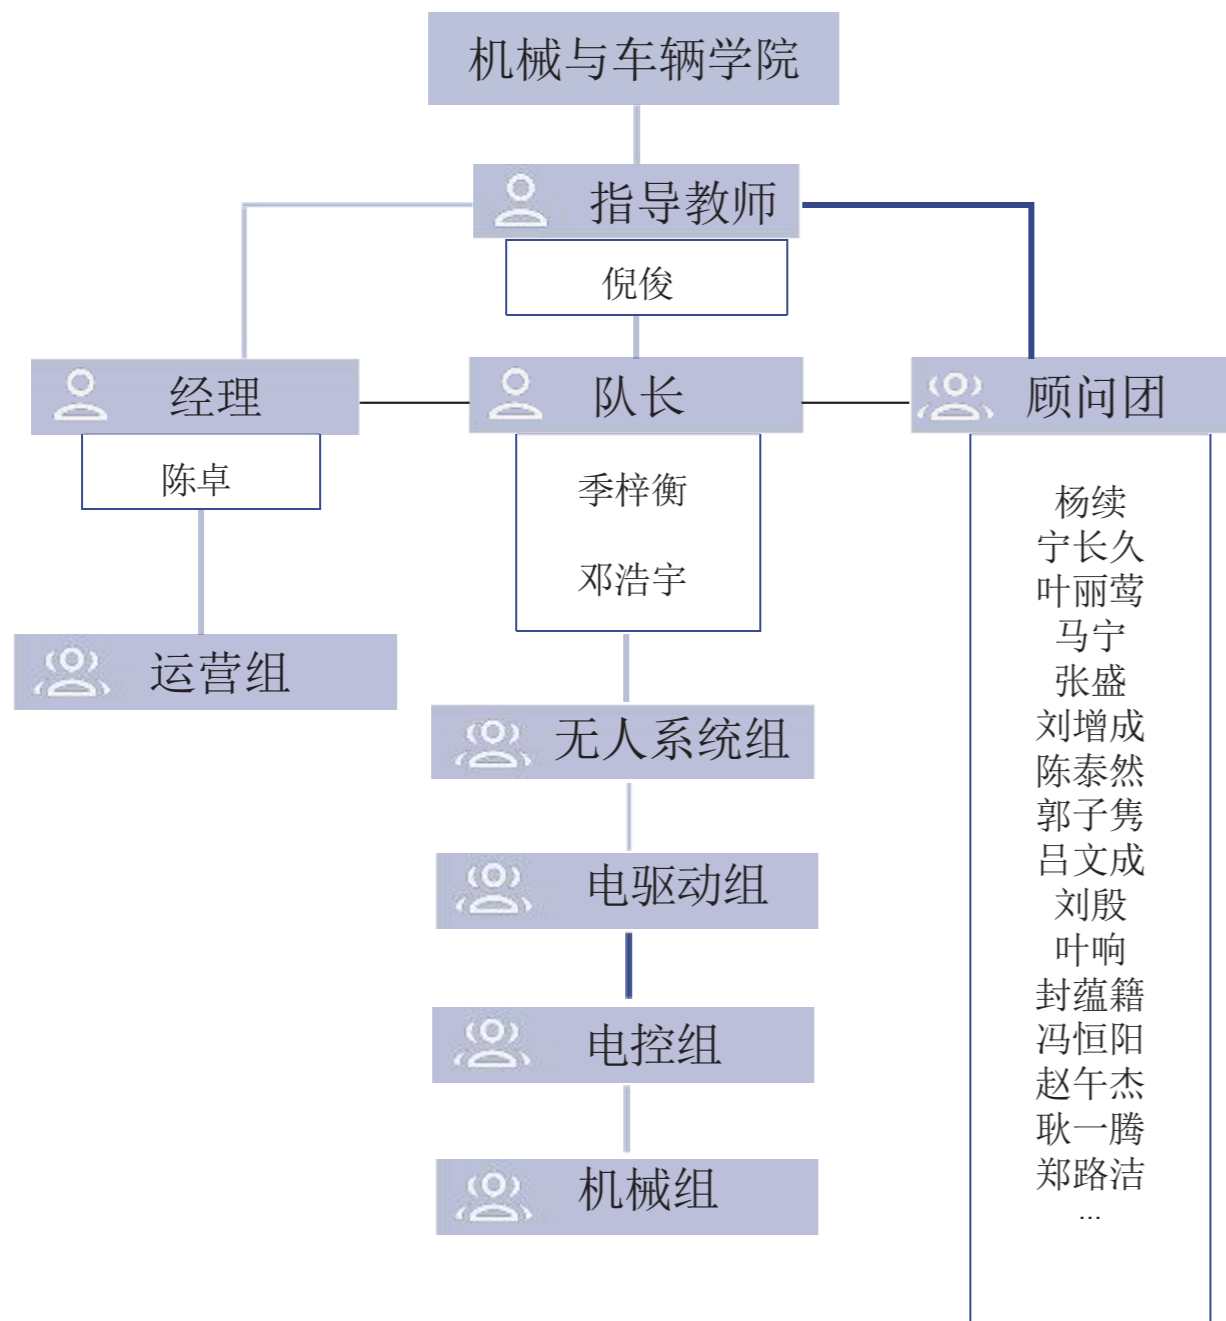 机械与车辆学院
指导教师
倪俊
经理
队长
顾问团
陈卓
季梓衡
邓浩宇
运营组
无人系统组
电驱动组
电控组
机械组
杨续
宁长久
叶丽莺
马宁
张盛
刘增成
陈泰然
郭子隽
吕文成
刘殷
叶响
封蕴籍
冯恒阳
赵午杰
耿一腾
郑路洁
...